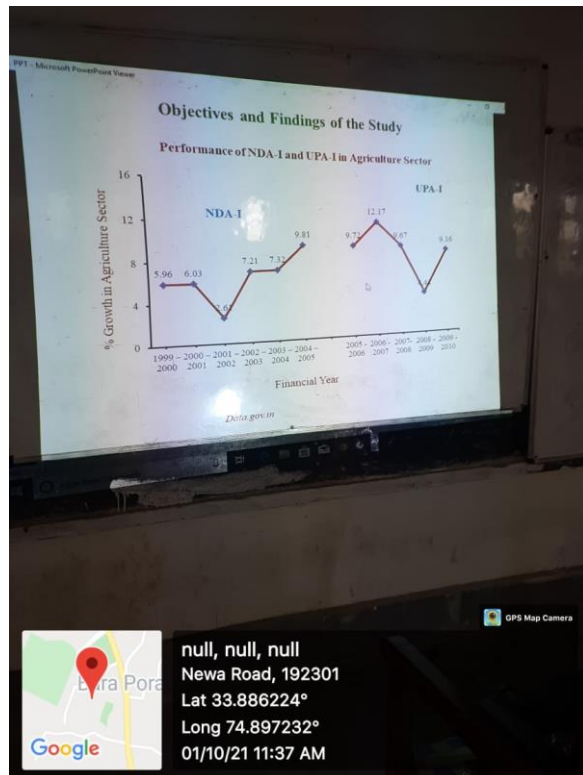 PPT - Microsoft PowerPoint Viewer
Objectives and Findings of the Study
Performance of NDA-I and UPA-I in Agriculture Sector
% Growth in Agriculture Sector
16
12
8
4
0
NDA-I
UPA-I
5.96
6.03
7.21
7.32
9.81
9.72
12.17
9.67
1999 – 2000 – 2001 – 2002 – 2003 – 2004 –
2000 2001 2002 2003 2004 2005
2005 - 2006 - 2007- 2008 - 2009 -
2006 2007 2008 2009 2010
Financial Year
Data.gov.in
GPS Map Camera
Pora
Google
null, null, null
Newa Road, 192301
Lat 33.886224°
Long 74.897232°
01/10/21 11:37 AM